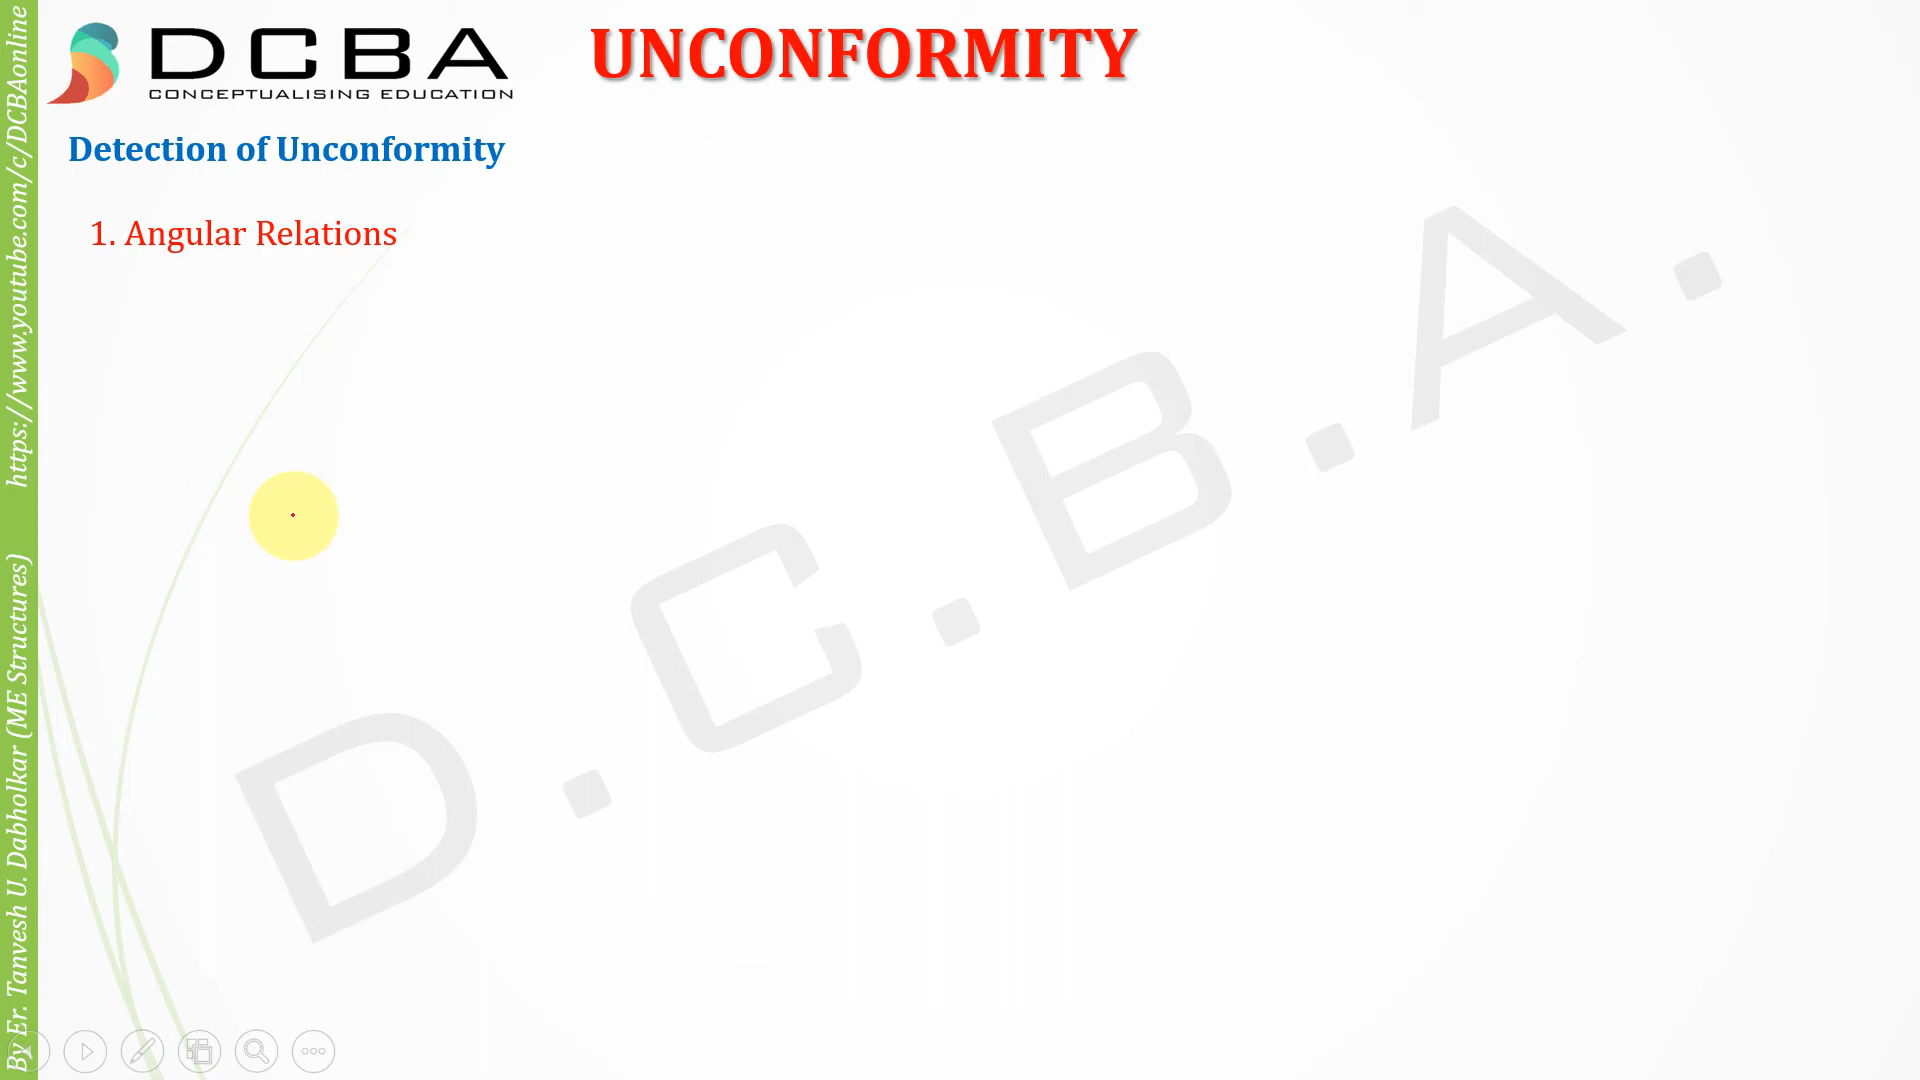 DCBA
CONCEPTUALISING EDUCATION
UNCONFORMITY
Detection of Unconformity
1. Angular Relations
D.C.B.A.
By Er. Tanvesh U. Dabholkar (ME Structures) https://www.youtube.com/c/DCBAonline